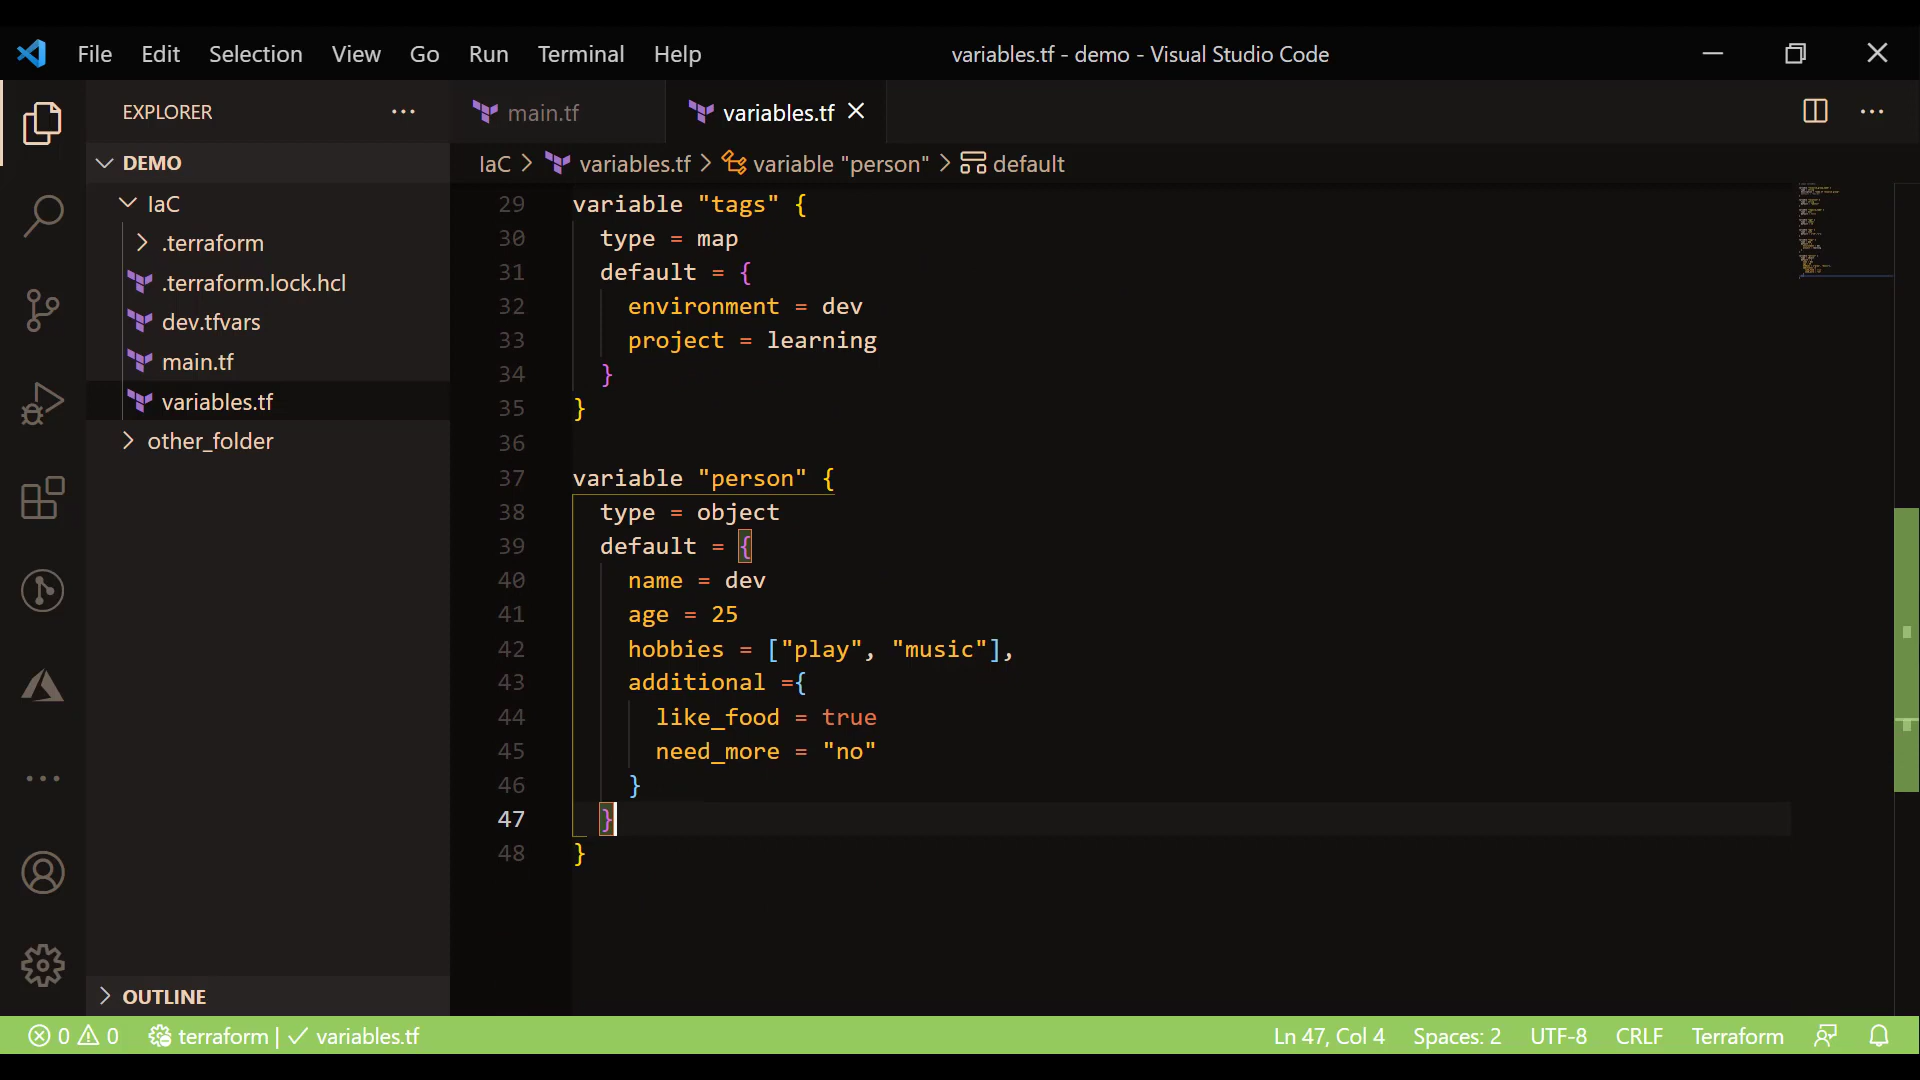 File Edit Selection View Go Run Terminal Help
variables.tf - demo - Visual Studio Code
EXPLORER
DEMO
IaC
.terraform
.terraform.lock.hcl
dev.tfvars
main.tf
variables.tf
other_folder
OUTLINE
main.tf
variables.tf
IaC > variables.tf > variable "person" > default
29 variable "tags" {
30   type = map
31   default = {
32     environment = dev
33     project = learning
34   }
35 }
36
37 variable "person" {
38   type = object
39   default = {
40     name = dev
41     age = 25
42     hobbies = ["play", "music"],
43     additional ={
44       like_food = true
45       need_more = "no"
46     }
47   }
48 }
0 0 terraform | ✓ variables.tf
Ln 47, Col 4 Spaces: 2 UTF-8 CRLF Terraform